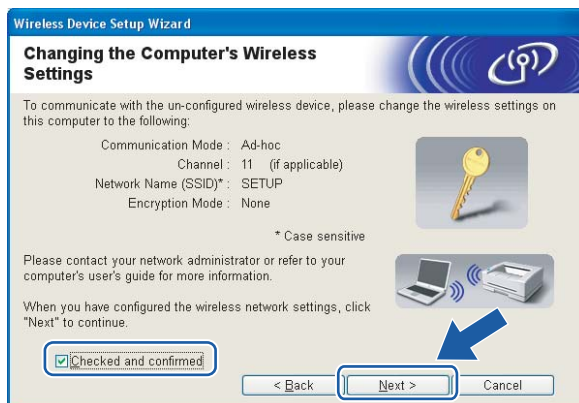 Wireless Device Setup Wizard
Changing the Computer's Wireless
Settings
To communicate with the un-configured wireless device, please change the wireless settings on
this computer to the following:
Communication Mode : Ad-hoc
Channel : 11 (if applicable)
Network Name (SSID)* : SETUP
Encryption Mode : None
* Case sensitive
Please contact your network administrator or refer to your
computer's user's guide for more information.
When you have configured the wireless network settings, click
"Next" to continue.
Checked and confirmed
< Back Next > Cancel